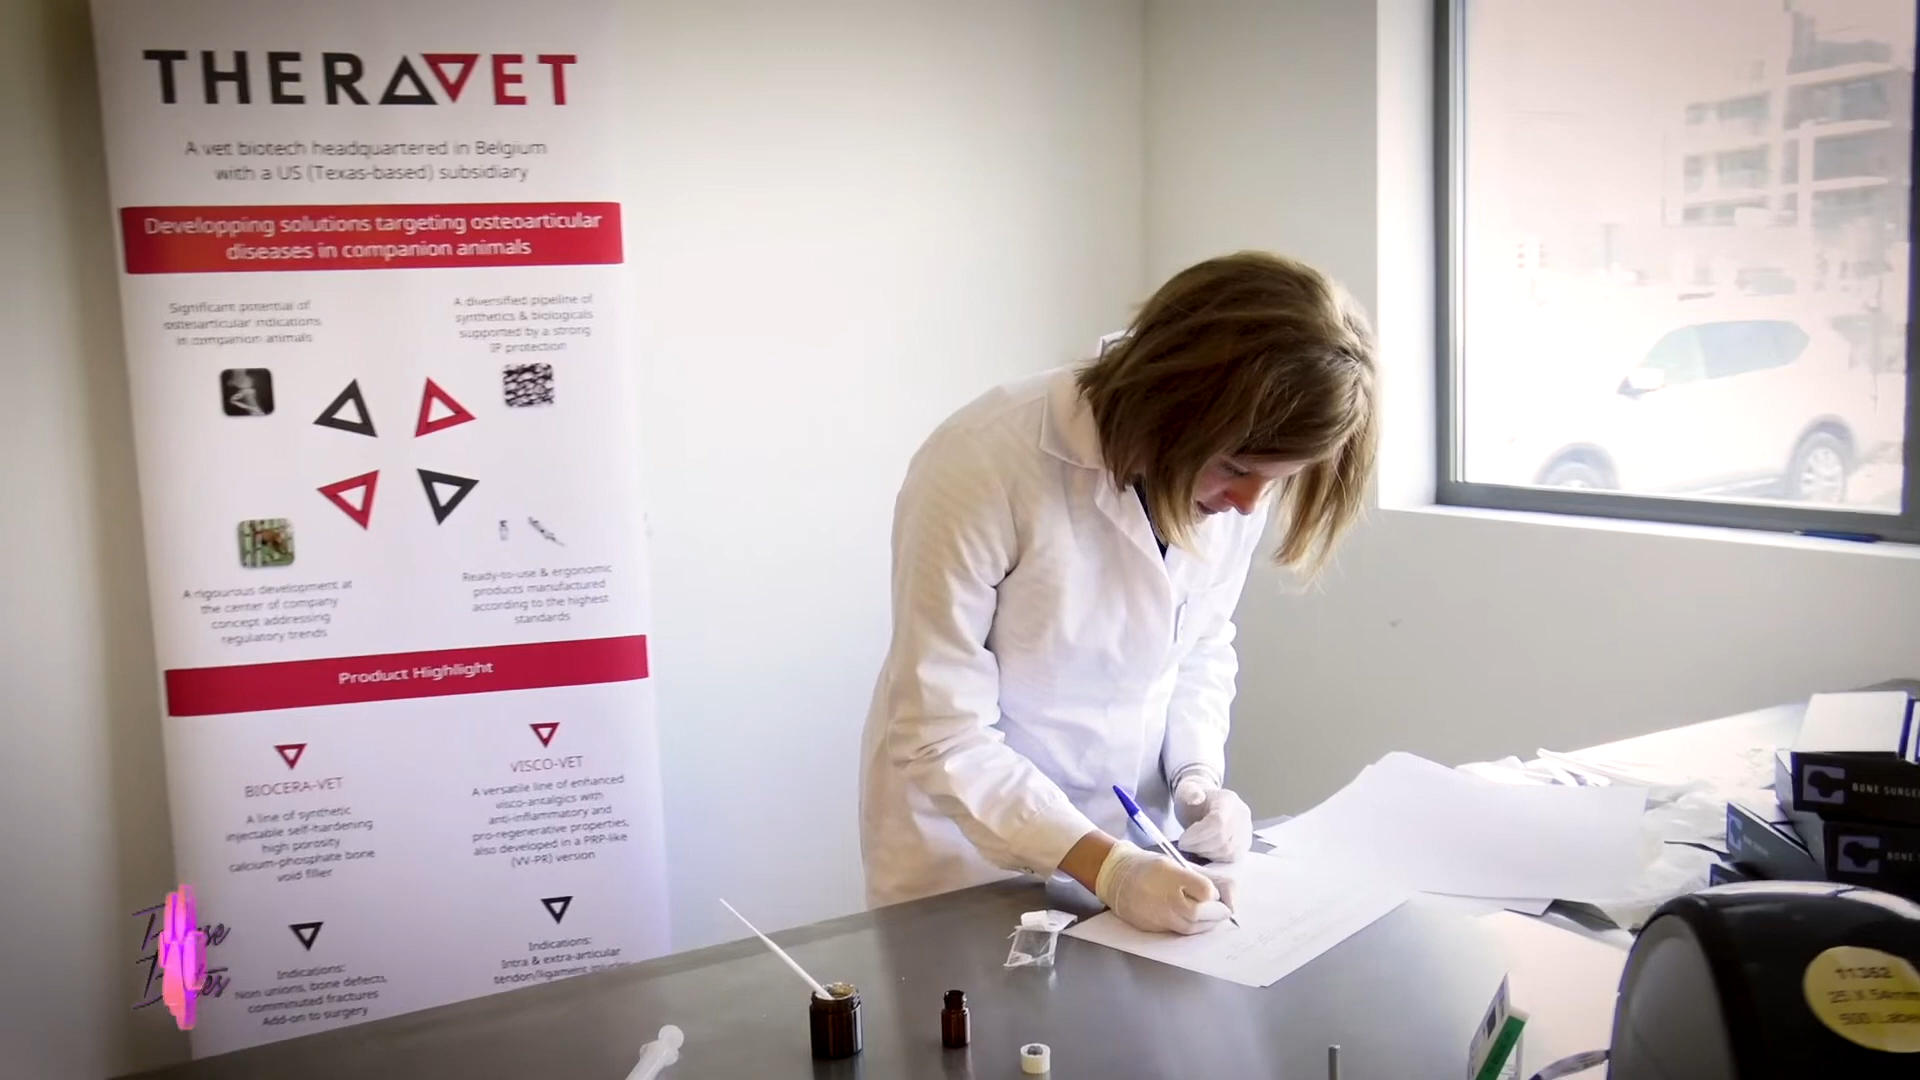 THERAVET
A vet biotech headquartered in Belgium
with a US (Texas-based) subsidiary
Developping solutions targeting osteoarticular
diseases in companion animals
Significant potential of
osteoarticular indications
in companion animals
A diversified pipeline of
synthetics & biologicals
supported by a strong
IP protection
A rigourous development at
the center of company
concept addressing
regulatory trends
Ready-to-use & ergonomic
products manufactured
according to the highest
standards
Product Highlight
BIOCERA-VET
A line of synthetic
injectable self-hardening
high porosity
calcium-phosphate bone
void filler
Indications:
Non unions, bone defects,
comminuted fractures
Add-on to surgery
VISCO-VET
A versatile line of enhanced
visco-antalgics with
anti-inflammatory and
pro-regenerative properties,
also developed in a PRP-like
(VV-PR) version
Indications:
Intra & extra-articular
tendon/ligament
BONE
BONE
11362
25 X 54mm
500